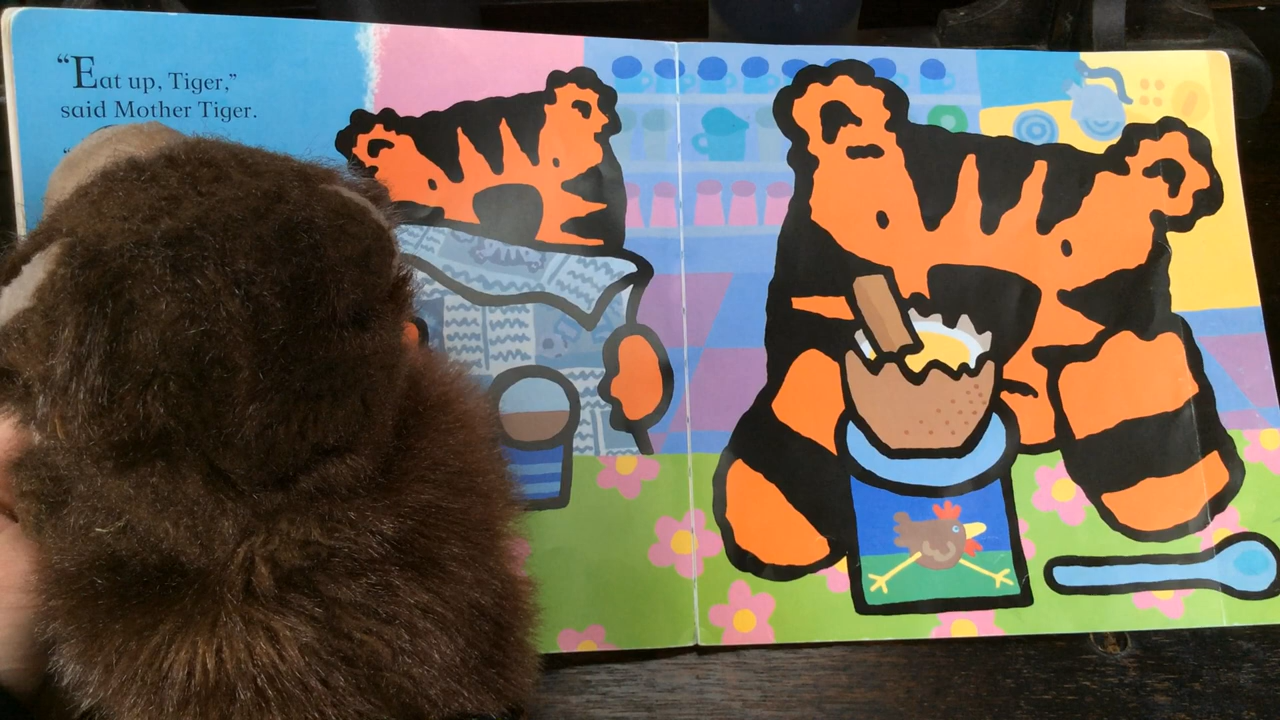 “Eat up, Tiger,”
said Mother Tiger.
“